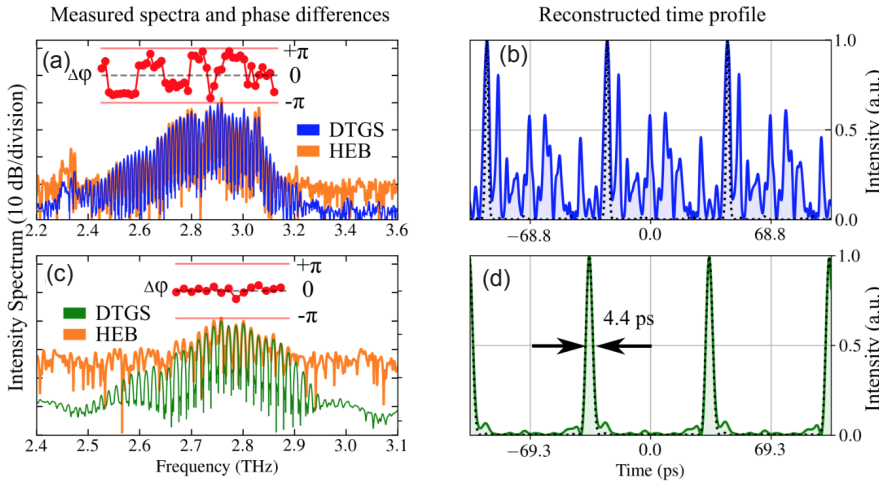 Measured spectra and phase differences
Reconstructed time profile
Intensity Spectrum (10 dB/division)
(a)
Δφ
+π
0
-π
DTGS
HEB
2.2 2.4 2.6 2.8 3.0 3.2 3.4 3.6
(b)
1.0
0.5
0.0
Intensity (a.u.)
−68.8 0.0 68.8
(c)
Δφ
+π
0
-π
DTGS
HEB
2.4 2.5 2.6 2.7 2.8 2.9 3.0 3.1
Frequency (THz)
(d)
4.4 ps
1.0
0.5
0.0
Intensity (a.u.)
−69.3 0.0 69.3
Time (ps)